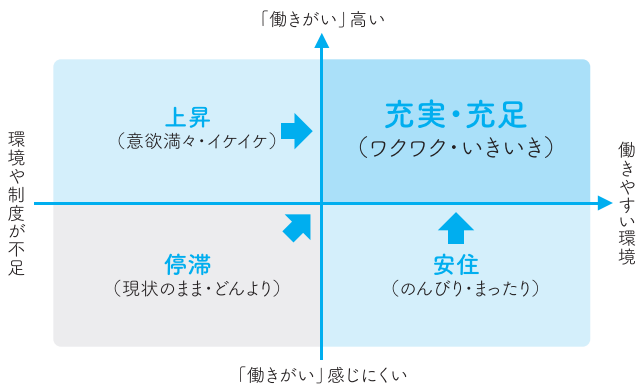 「働きがい」高い
上昇
（意欲満々・イケイケ）
充実・充足
（ワクワク・いきいき）
環境や制度が不足
働きやすい環境
停滞
（現状のまま・どんより）
安住
（のんびり・まったり）
「働きがい」感じにくい